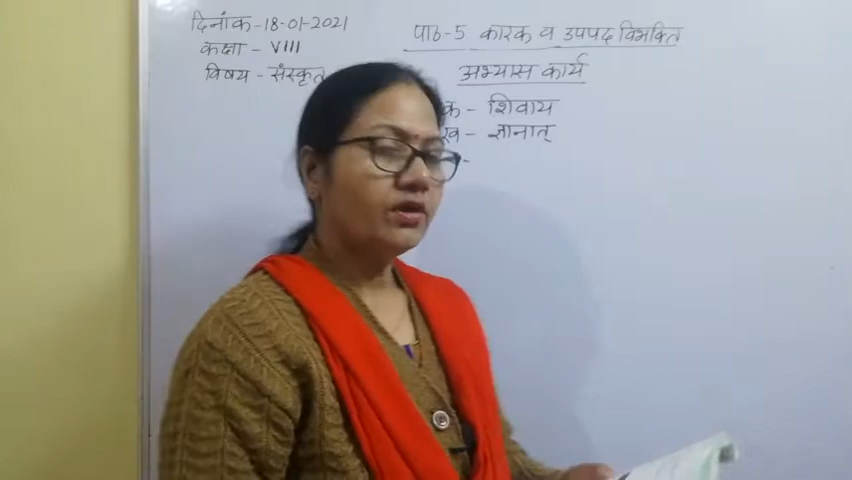 दिनांक-18-01-2021
कक्षा - VIII
विषय - संस्कृत
पाठ-5 कारक व उपपद विभक्ति
अभ्यास कार्य
क - शिवाय
ख - ज्ञानात्
-